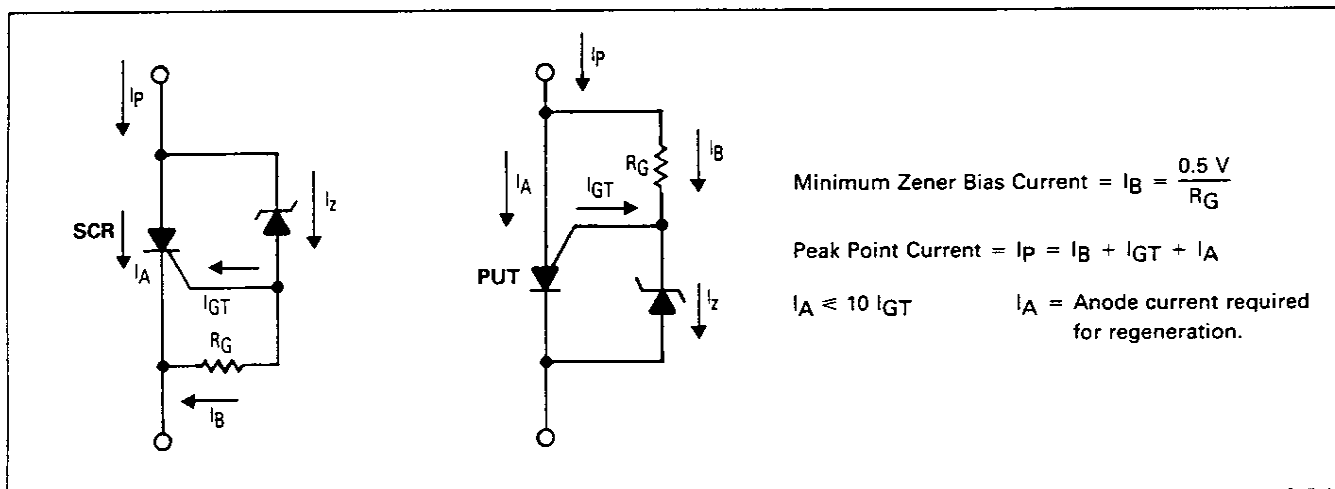 IP
SCR
IA
IGT
Iz
RG
IB
IP
IA
IGT
RG
IB
PUT
Iz
Minimum Zener Bias Current = IB = 0.5 V / RG
Peak Point Current = IP = IB + IGT + IA
IA ⩽ 10 IGT
IA = Anode current required
for regeneration.